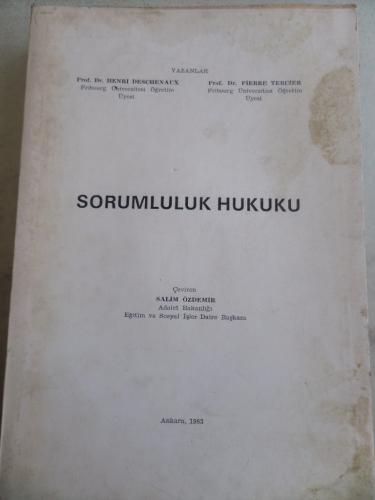 YAZANLAR
Prof. Dr. HENRI DESCHENAUX Prof. Dr. PIERRE TERCIER
Fribourg Üniversitesi Öğretim Fribourg Üniversitesi Öğretim
Üyesi Üyesi
SORUMLULUK HUKUKU
Çeviren
SALİM ÖZDEMİR
Adalet Bakanlığı
Eğitim ve Sosyal İşler Daire Başkanı
Ankara, 1983